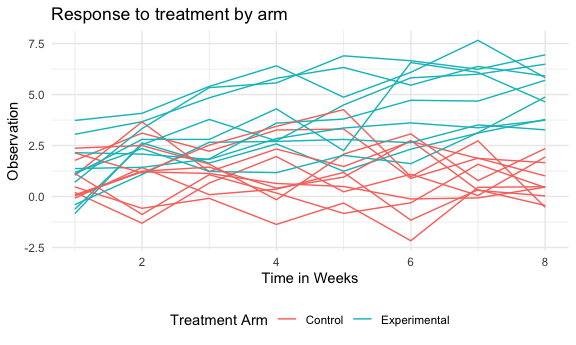 Response to treatment by arm
7.5
5.0
2.5
0.0
-2.5
Observation
2 4 6 8
Time in Weeks
Treatment Arm Control Experimental